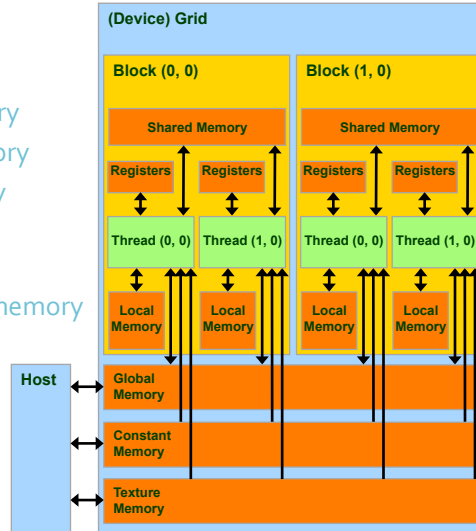 (Device) Grid
Block (0, 0)
Block (1, 0)
ry
ory
y
memory
Shared Memory
Shared Memory
Registers
Registers
Registers
Registers
Thread (0, 0)
Thread (1, 0)
Thread (0, 0)
Thread (1, 0)
Local
Memory
Local
Memory
Local
Memory
Local
Memory
Host
Global
Memory
Constant
Memory
Texture
Memory